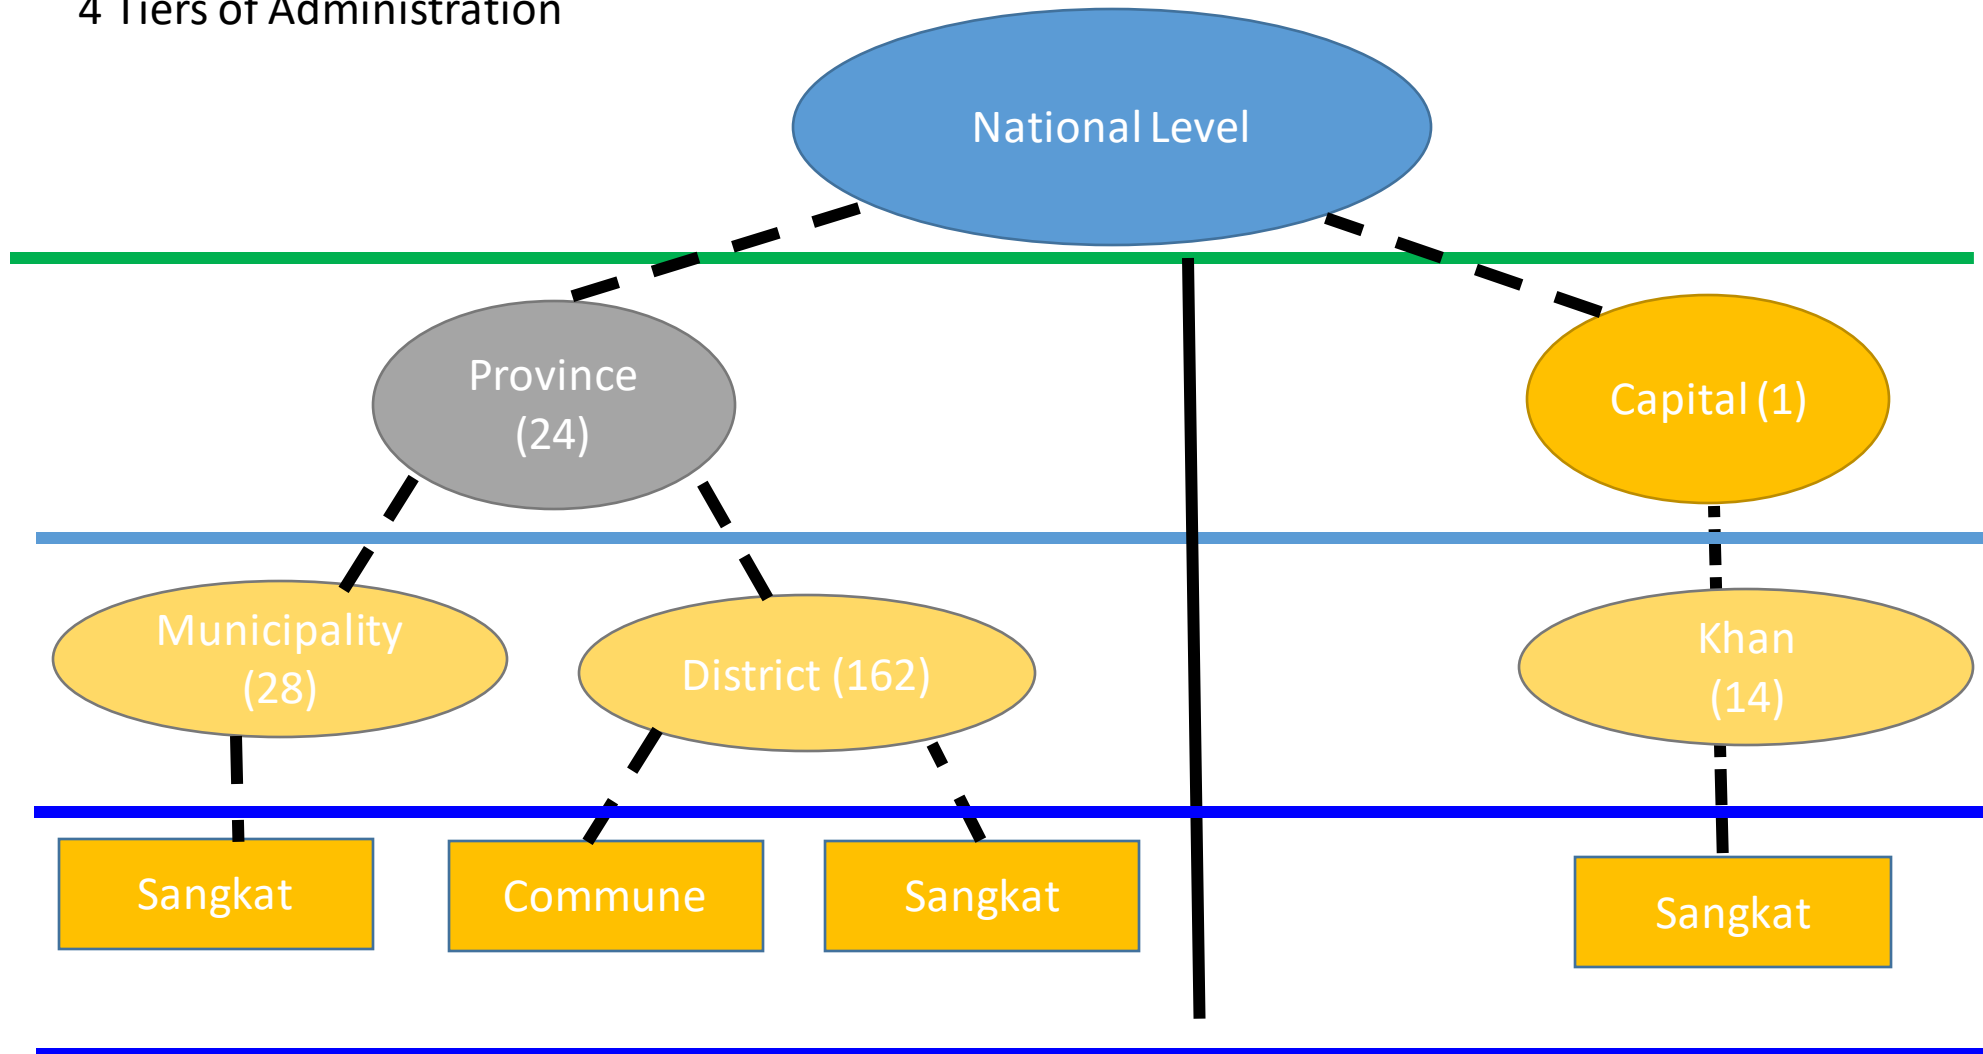 4 Tiers of Administration
National Level
Province
(24)
Capital (1)
Municipality
(28)
District (162)
Khan
(14)
Sangkat
Commune
Sangkat
Sangkat